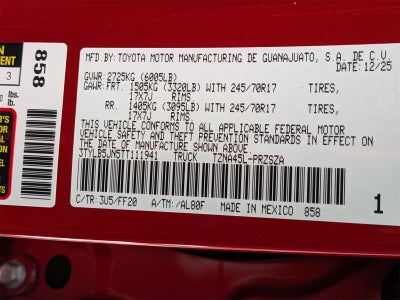 MFD.BY: TOYOTA MOTOR MANUFACTURING DE GUANAJUATO, S.A. DE C.V.
DATE: 12/25
GVWR: 2725KG (6005LB)
GAWR: FRT. 1505KG (3320LB) WITH 245/70R17 TIRES,
17X7J RIMS
RR. 1405KG (3095LB) WITH 245/70R17 TIRES,
17X7J RIMS
THIS VEHICLE CONFORMS TO ALL APPLICABLE FEDERAL MOTOR
VEHICLE SAFETY AND THEFT PREVENTION STANDARDS IN EFFECT ON
THE DATE OF MANUFACTURE SHOWN ABOVE.
3TYLB5JN5TT111941 TRUCK TZNA45L-PRZSZA
C/TR: 3U5/FF20 A/TM: /AL80F MADE IN MEXICO 858
1
858
3